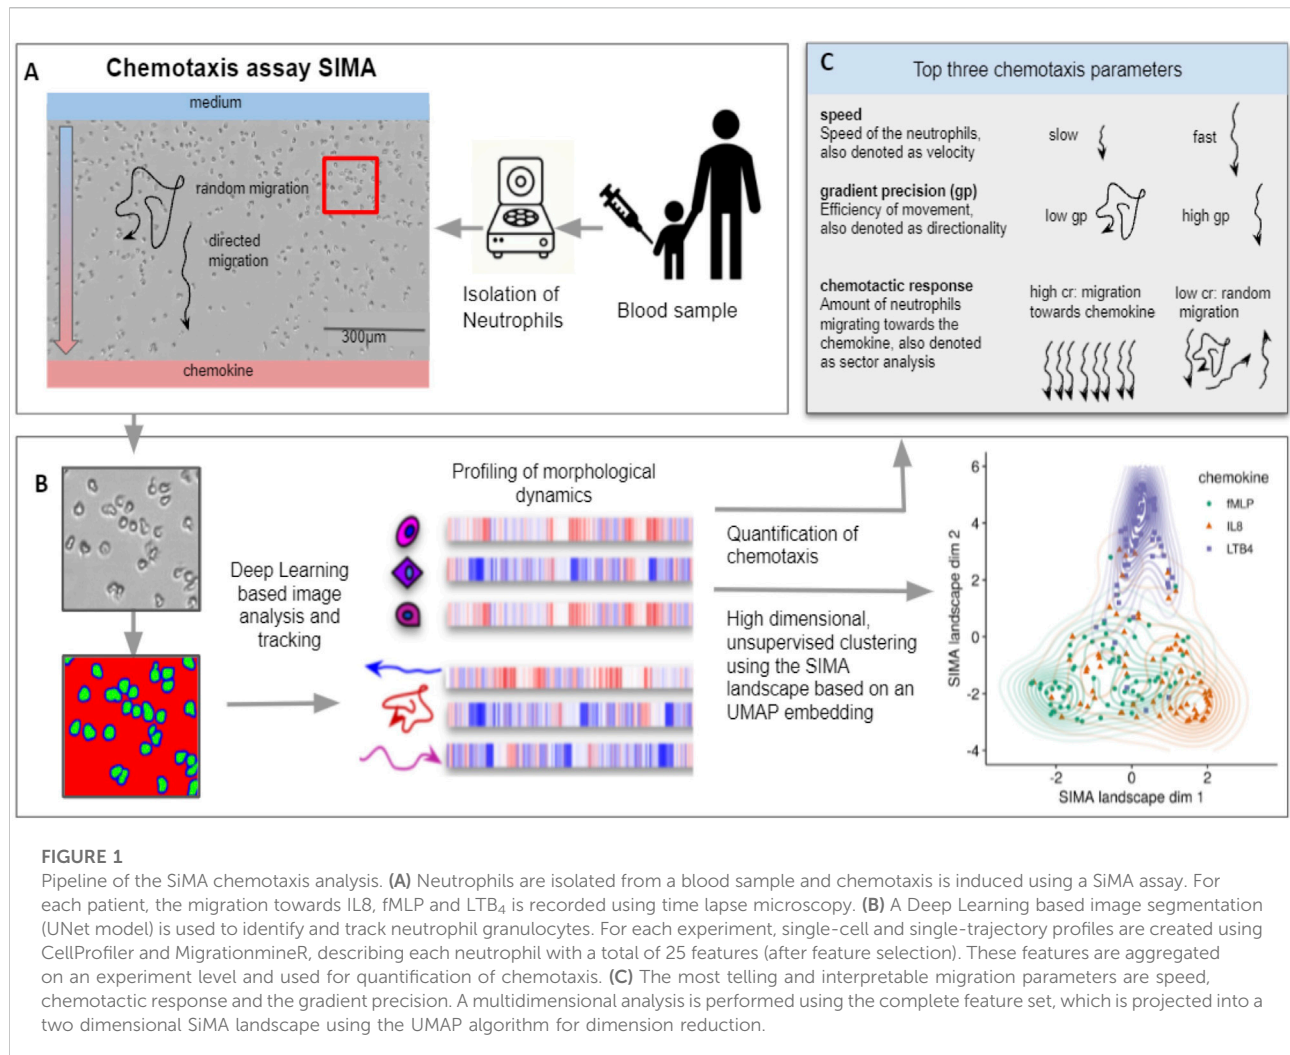 A
Chemotaxis assay SIMA
medium
random migration
directed
migration
300µm
chemokine
Isolation of
Neutrophils
Blood sample
C
Top three chemotaxis parameters
speed
Speed of the neutrophils,
also denoted as velocity
slow
fast
gradient precision (gp)
Efficiency of movement,
also denoted as directionality
low gp
high gp
chemotactic response
Amount of neutrophils
migrating towards the
chemokine, also denoted
as sector analysis
high cr: migration
towards chemokine
low cr: random
migration
B
Deep Learning
based image
analysis and
tracking
Profiling of morphological
dynamics
Quantification of
chemotaxis
High dimensional,
unsupervised clustering
using the SIMA
landscape based on an
UMAP embedding
SIMA landscape dim 2
6
4
2
0
-2
-4
-2
0
2
SIMA landscape dim 1
chemokine
fMLP
IL8
LTB4
FIGURE 1
Pipeline of the SiMA chemotaxis analysis. (A) Neutrophils are isolated from a blood sample and chemotaxis is induced using a SiMA assay. For
each patient, the migration towards IL8, fMLP and LTB₄ is recorded using time lapse microscopy. (B) A Deep Learning based image segmentation
(UNet model) is used to identify and track neutrophil granulocytes. For each experiment, single-cell and single-trajectory profiles are created using
CellProfiler and MigrationmineR, describing each neutrophil with a total of 25 features (after feature selection). These features are aggregated
on an experiment level and used for quantification of chemotaxis. (C) The most telling and interpretable migration parameters are speed,
chemotactic response and the gradient precision. A multidimensional analysis is performed using the complete feature set, which is projected into a
two dimensional SiMA landscape using the UMAP algorithm for dimension reduction.